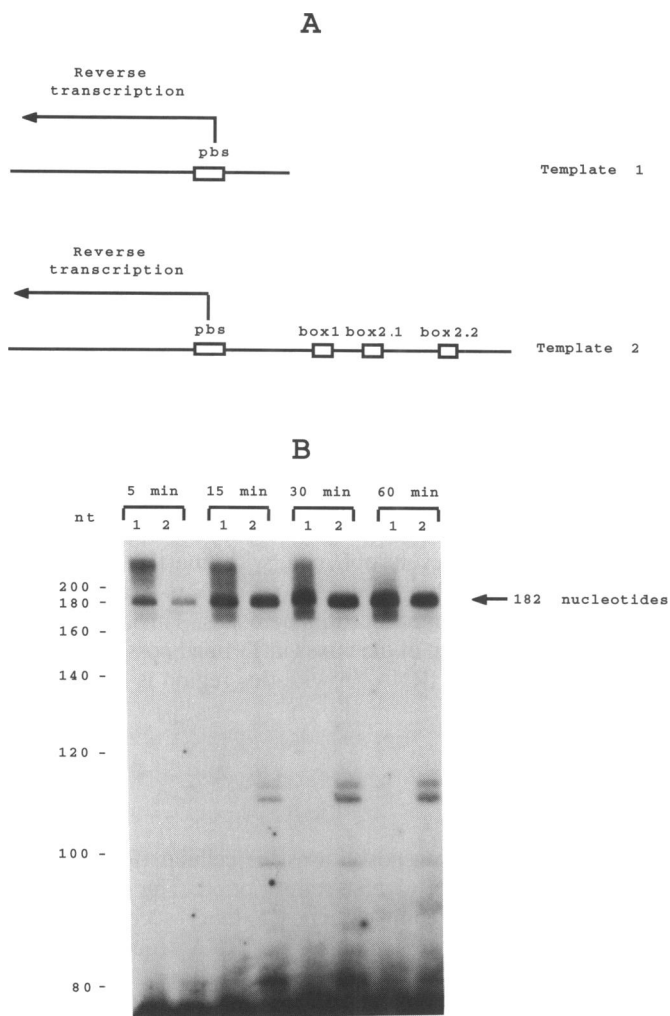 A
Reverse
transcription
pbs
Template 1
Reverse
transcription
pbs box1 box2.1 box2.2
Template 2
B
5 min 15 min 30 min 60 min
nt 1 2 1 2 1 2 1 2
200 -
180 -
182 nucleotides
160 -
140 -
120 -
100 -
80 -